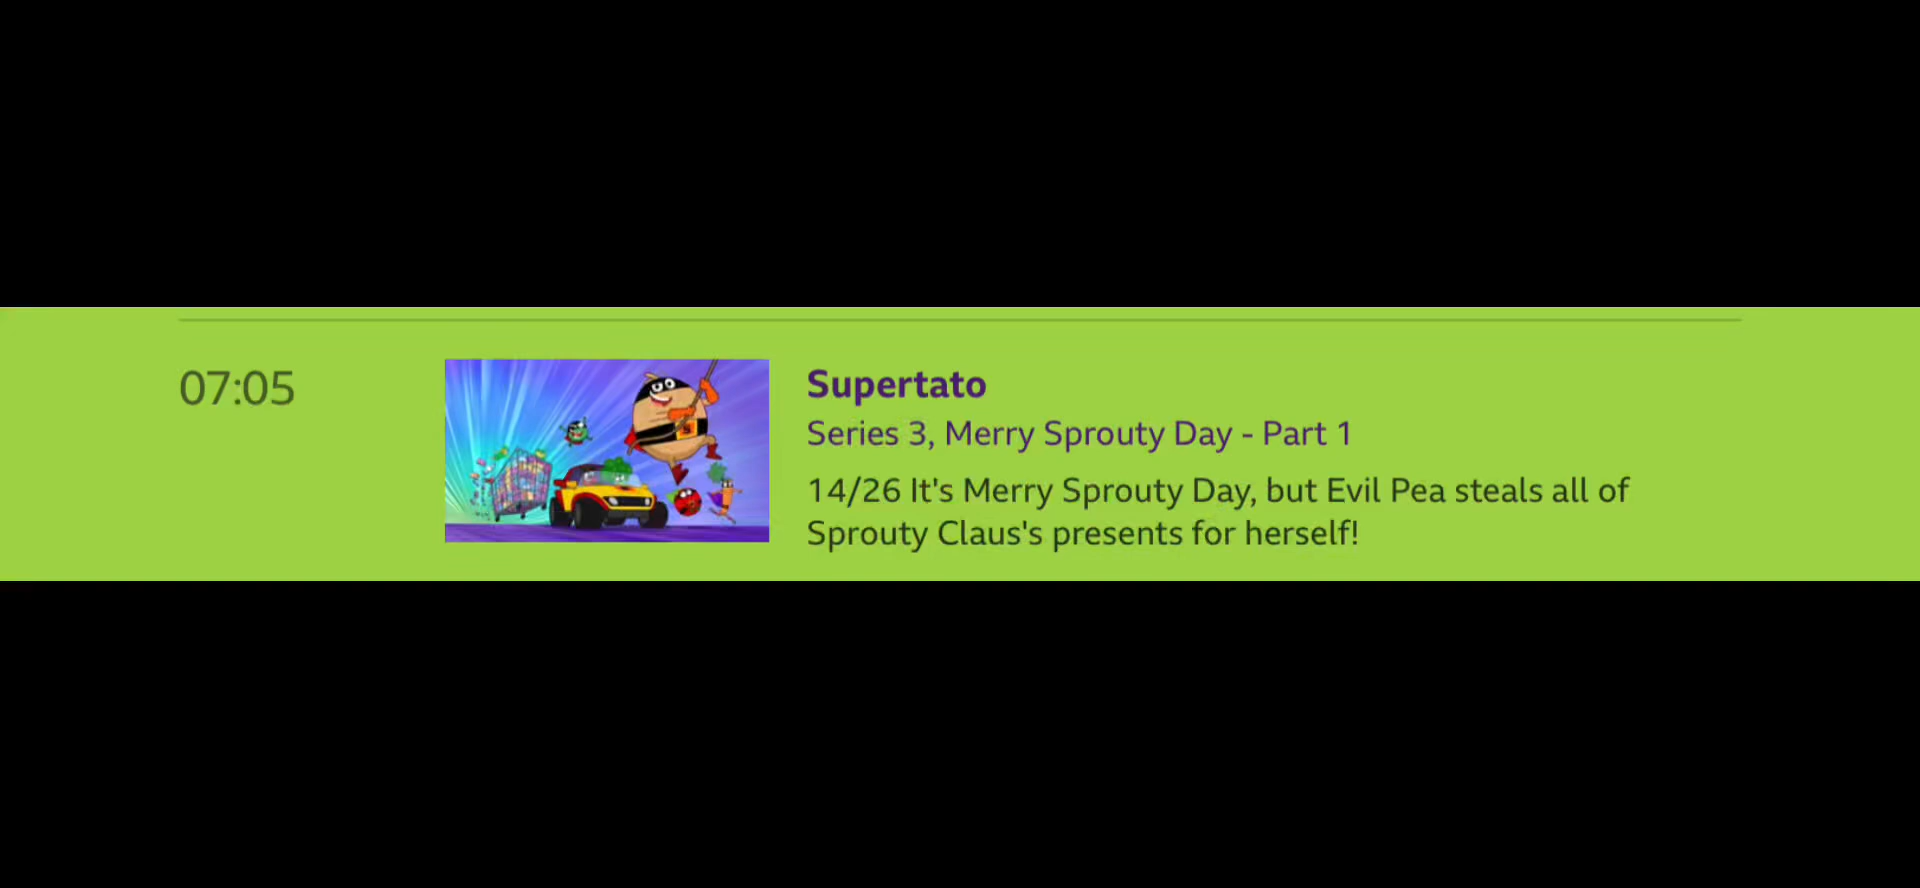 07:05
Supertato
Series 3, Merry Sprouty Day - Part 1
14/26 It's Merry Sprouty Day, but Evil Pea steals all of
Sprouty Claus's presents for herself!
S